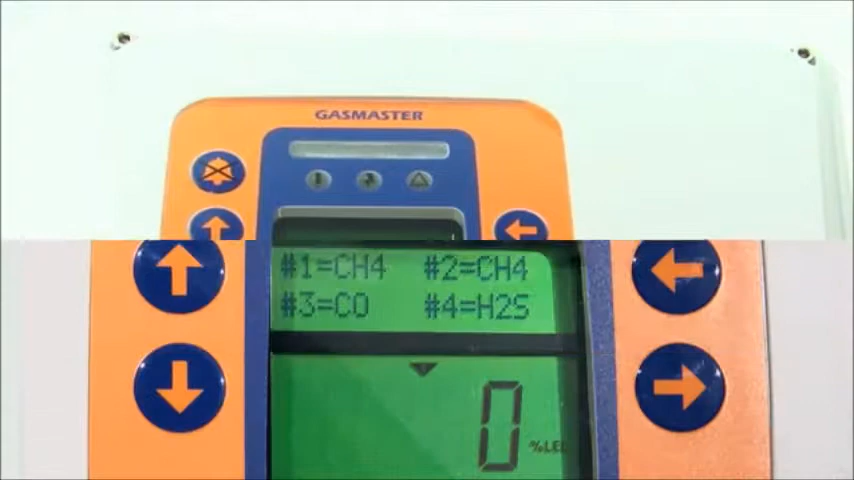 GASMASTER
#1=CH4 #2=CH4
#3=CO #4=H2S
0
%LEL